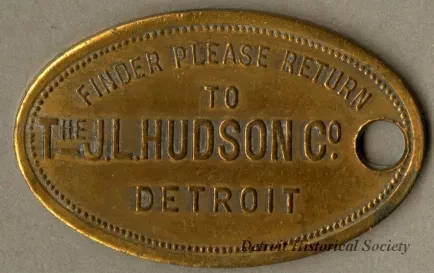 FINDER PLEASE RETURN
TO
THE J.L. HUDSON CO.
DETROIT
Detroit Historical Society